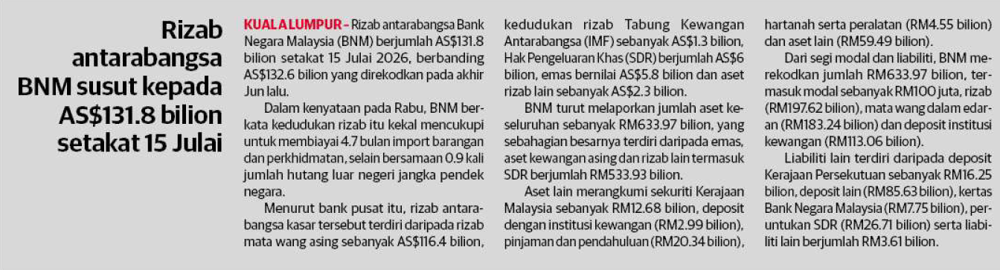 Rizab
antarabangsa
BNM susut kepada
AS$131.8 bilion
setakat 15 Julai
KUALA LUMPUR – Rizab antarabangsa Bank
Negara Malaysia (BNM) berjumlah AS$131.8
bilion setakat 15 Julai 2026, berbanding
AS$132.6 bilion yang direkodkan pada akhir
Jun lalu.
Dalam kenyataan pada Rabu, BNM ber-
kata kedudukan rizab itu kekal mencukupi
untuk membiayai 4.7 bulan import barangan
dan perkhidmatan, selain bersamaan 0.9 kali
jumlah hutang luar negeri jangka pendek
negara.
Menurut bank pusat itu, rizab antara-
bangsa kasar tersebut terdiri daripada rizab
mata wang asing sebanyak AS$116.4 bilion,
kedudukan rizab Tabung Kewangan
Antarabangsa (IMF) sebanyak AS$1.3 bilion,
Hak Pengeluaran Khas (SDR) berjumlah AS$6
bilion, emas bernilai AS$5.8 bilion dan aset
rizab lain sebanyak AS$2.3 bilion.
BNM turut melaporkan jumlah aset ke-
seluruhan sebanyak RM633.97 bilion, yang
sebahagian besarnya terdiri daripada emas,
aset kewangan asing dan rizab lain termasuk
SDR berjumlah RM533.93 bilion.
Aset lain merangkumi sekuriti Kerajaan
Malaysia sebanyak RM12.68 bilion, deposit
dengan institusi kewangan (RM2.99 bilion),
pinjaman dan pendahuluan (RM20.34 bilion),
hartanah serta peralatan (RM4.55 bilion)
dan aset lain (RM59.49 bilion).
Dari segi modal dan liabiliti, BNM me-
rekodkan jumlah RM633.97 bilion, ter-
masuk modal sebanyak RM100 juta, rizab
(RM197.62 bilion), mata wang dalam edar-
an (RM183.24 bilion) dan deposit institusi
kewangan (RM113.06 bilion).
Liabiliti lain terdiri daripada deposit
Kerajaan Persekutuan sebanyak RM16.25
bilion, deposit lain (RM85.63 bilion), kertas
Bank Negara Malaysia (RM7.75 bilion), per-
untukan SDR (RM26.71 bilion) serta liabi-
liti lain berjumlah RM3.61 bilion.